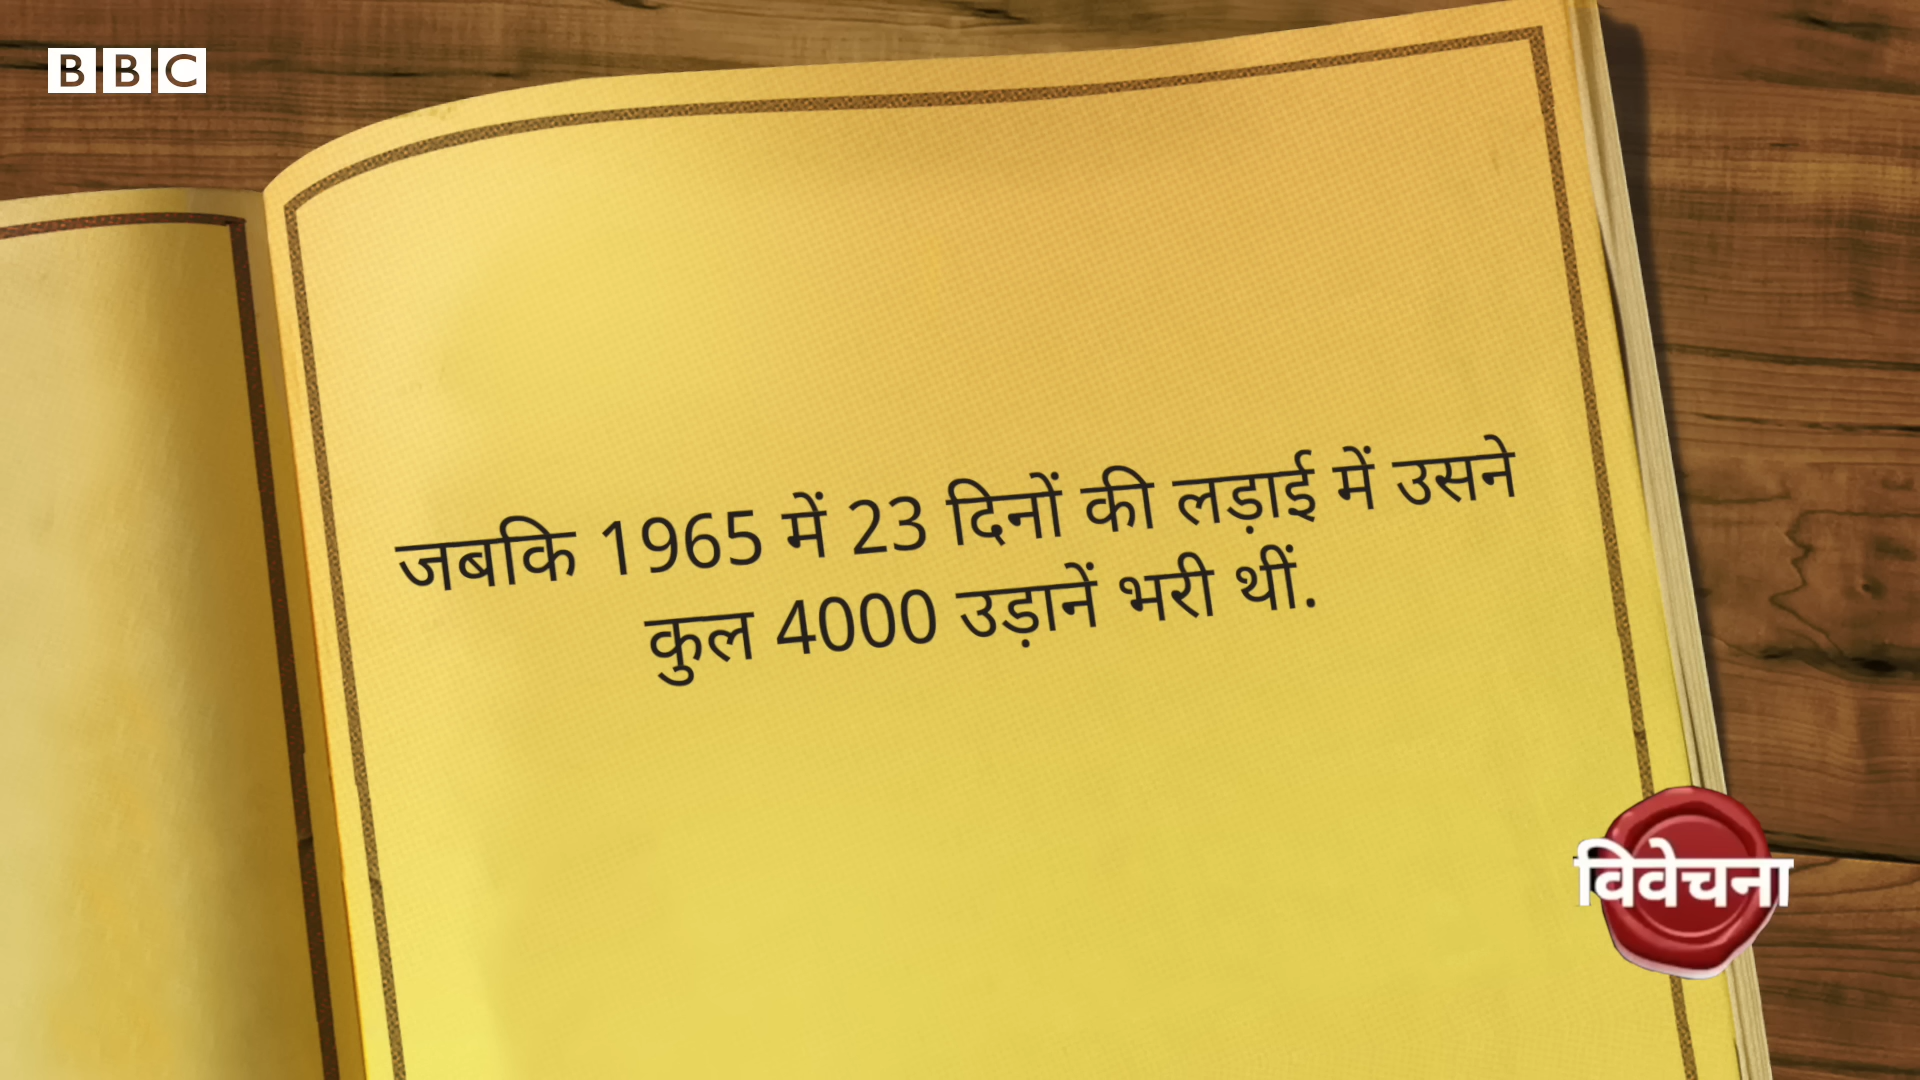 BBC
जबकि 1965 में 23 दिनों की लड़ाई में उसने
कुल 4000 उड़ानें भरी थीं.
विवेचना